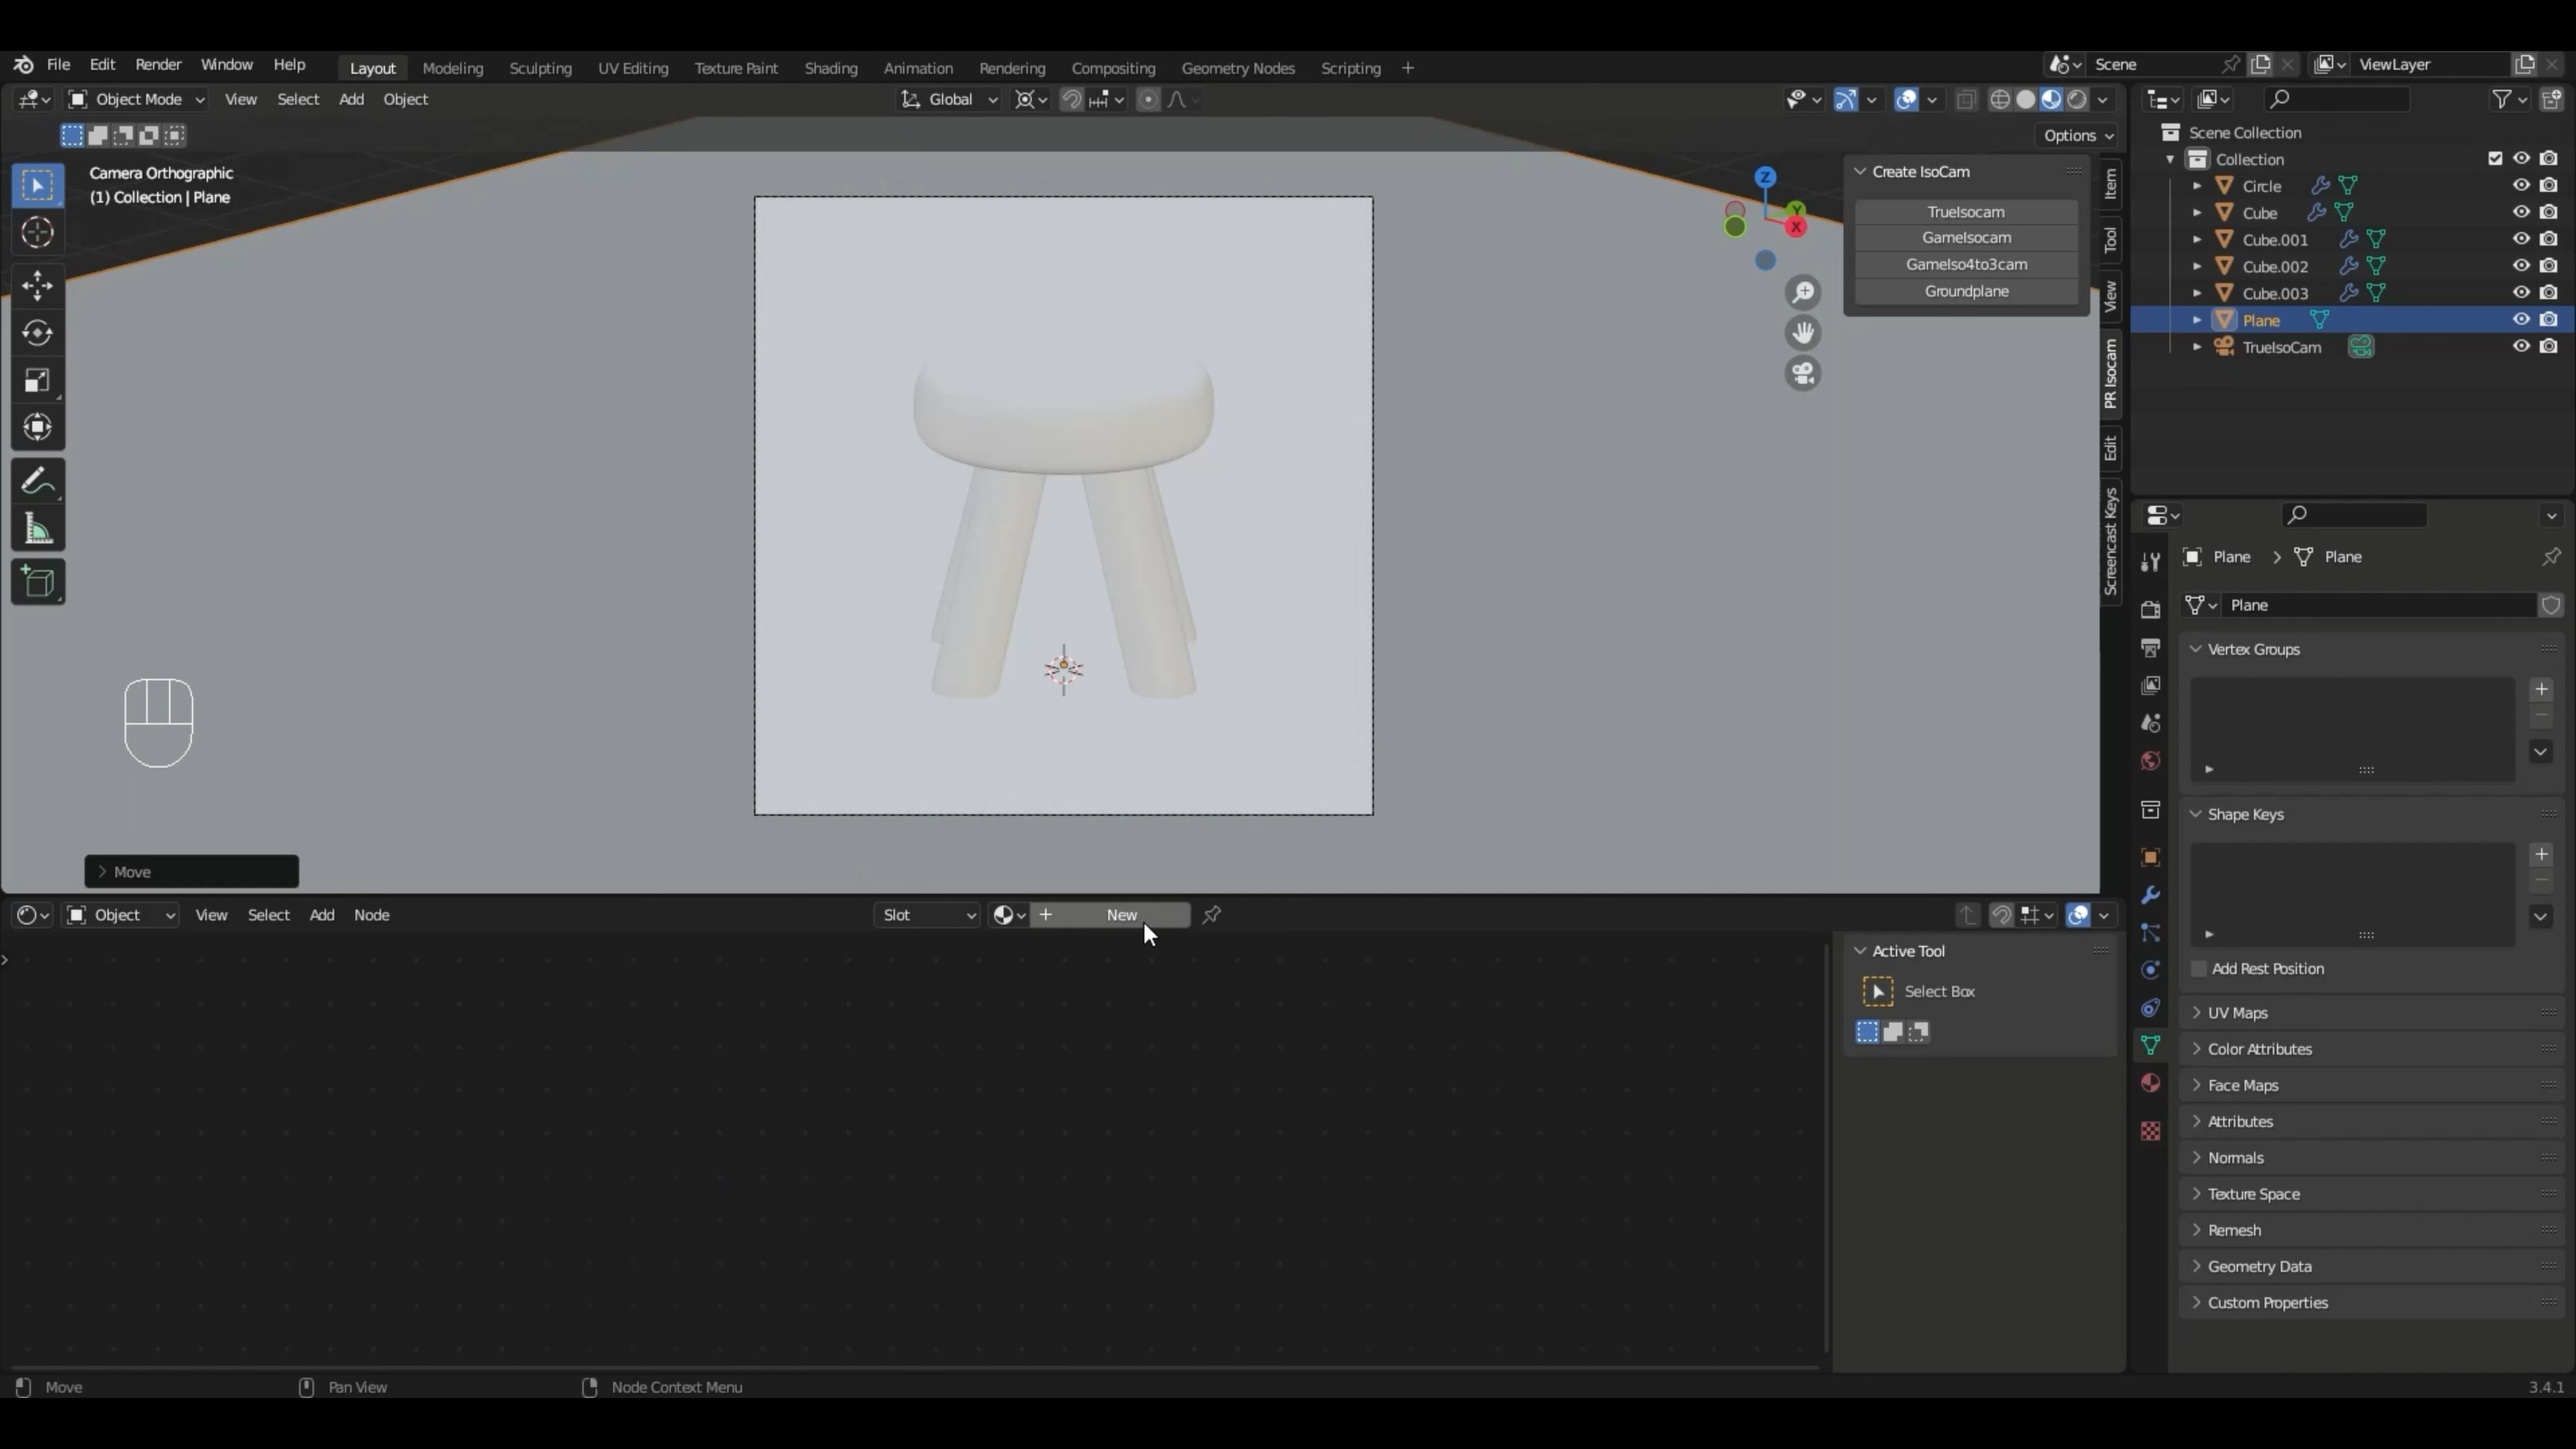 File Edit Render Window Help Layout Modeling Sculpting UV Editing Texture Paint Shading Animation Rendering Compositing Geometry Nodes Scripting + Scene ViewLayer
Object Mode View Select Add Object Global
Options
Camera Orthographic
(1) Collection | Plane
Z
Y
X
Create IsoCam
TrueIsocam
GameIsocam
GameIso4to3cam
Groundplane
Item
Tool
View
PR Isocam
Edit
Screencast Keys
Scene Collection
Collection
Circle
Cube
Cube.001
Cube.002
Cube.003
Plane
TrueIsoCam
Plane > Plane
Plane
Vertex Groups
Shape Keys
Add Rest Position
UV Maps
Color Attributes
Face Maps
Attributes
Normals
Texture Space
Remesh
Geometry Data
Custom Properties
Move
Object View Select Add Node Slot New
Active Tool
Select Box
Move Pan View Node Context Menu 3.4.1